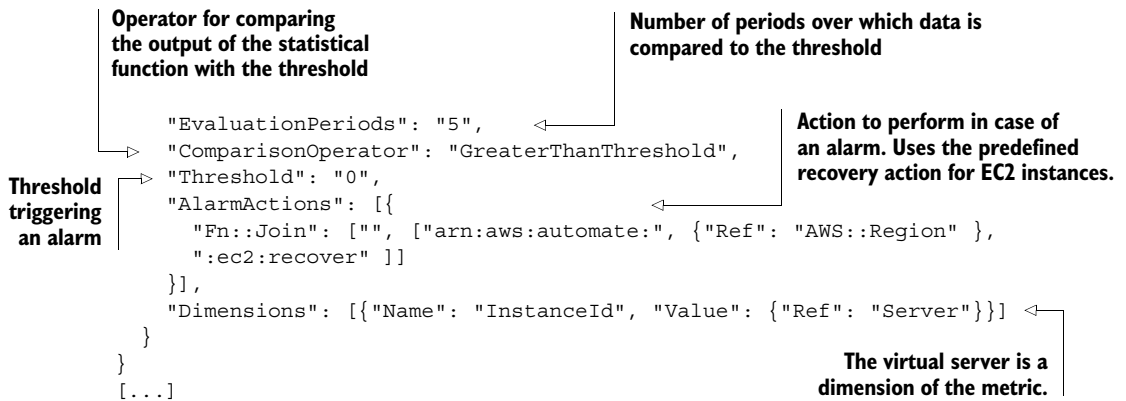 Operator for comparing
the output of the statistical
function with the threshold
Number of periods over which data is
compared to the threshold
"EvaluationPeriods": "5",
"ComparisonOperator": "GreaterThanThreshold",
Action to perform in case of
an alarm. Uses the predefined
recovery action for EC2 instances.
Threshold
triggering
an alarm
"Threshold": "0",
"AlarmActions": [{
"Fn::Join": ["", ["arn:aws:automate:", {"Ref": "AWS::Region" },
":ec2:recover" ]]
}],
"Dimensions": [{"Name": "InstanceId", "Value": {"Ref": "Server"}}]
}
}
[...]
The virtual server is a
dimension of the metric.